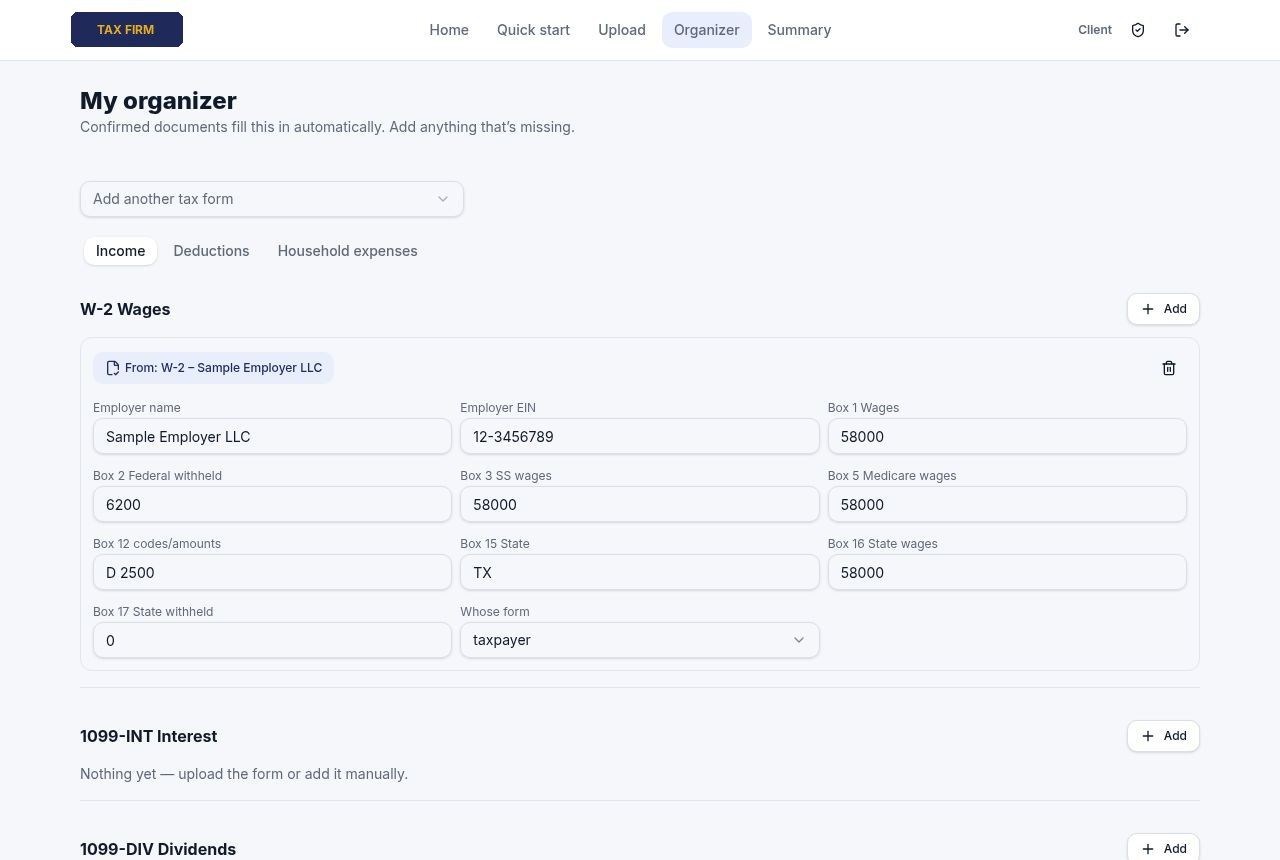 TAX FIRM
Home Quick start Upload Organizer Summary
Client
My organizer
Confirmed documents fill this in automatically. Add anything that’s missing.
Add another tax form
Income Deductions Household expenses
W-2 Wages
Add
From: W-2 – Sample Employer LLC
Employer name Employer EIN Box 1 Wages
Sample Employer LLC 12-3456789 58000
Box 2 Federal withheld Box 3 SS wages Box 5 Medicare wages
6200 58000 58000
Box 12 codes/amounts Box 15 State Box 16 State wages
D 2500 TX 58000
Box 17 State withheld Whose form
0 taxpayer
1099-INT Interest
Add
Nothing yet — upload the form or add it manually.
1099-DIV Dividends
Add